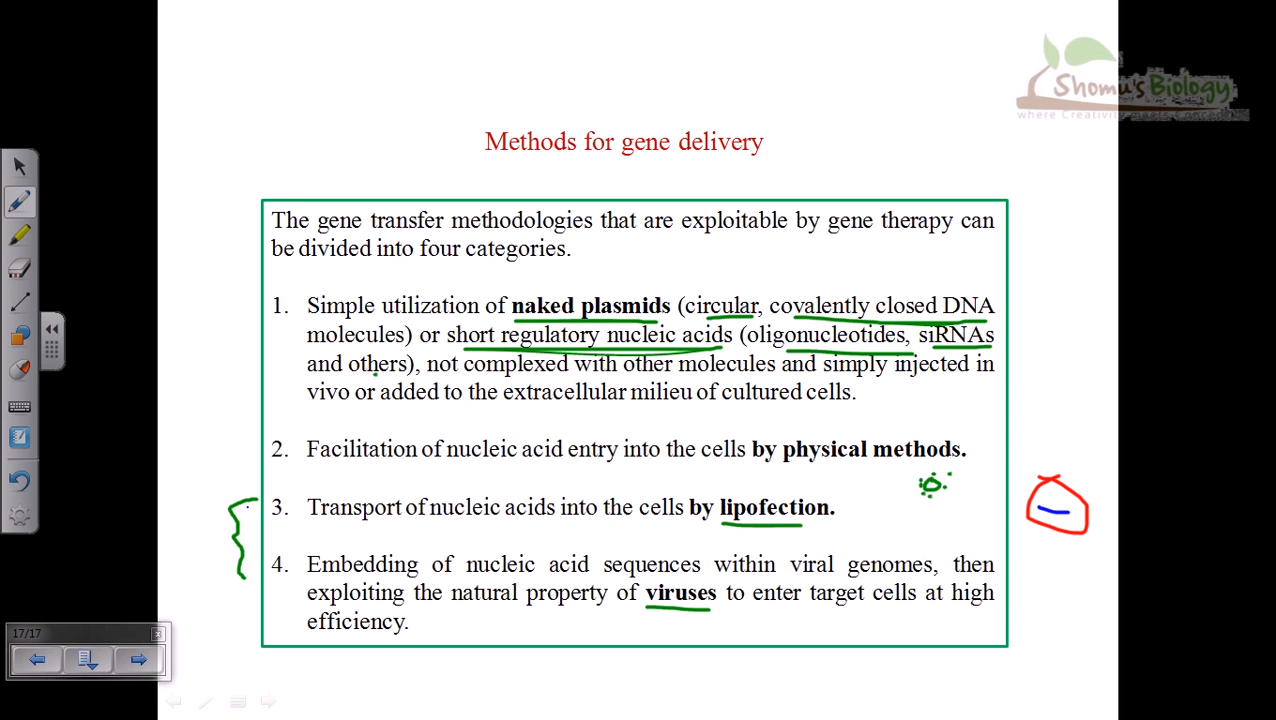 Shomu's Biology
where Creativity meets Concepts
Methods for gene delivery
The gene transfer methodologies that are exploitable by gene therapy can
be divided into four categories.
1. Simple utilization of naked plasmids (circular, covalently closed DNA
molecules) or short regulatory nucleic acids (oligonucleotides, siRNAs
and others), not complexed with other molecules and simply injected in
vivo or added to the extracellular milieu of cultured cells.
2. Facilitation of nucleic acid entry into the cells by physical methods.
3. Transport of nucleic acids into the cells by lipofection.
4. Embedding of nucleic acid sequences within viral genomes, then
exploiting the natural property of viruses to enter target cells at high
efficiency.
17/17